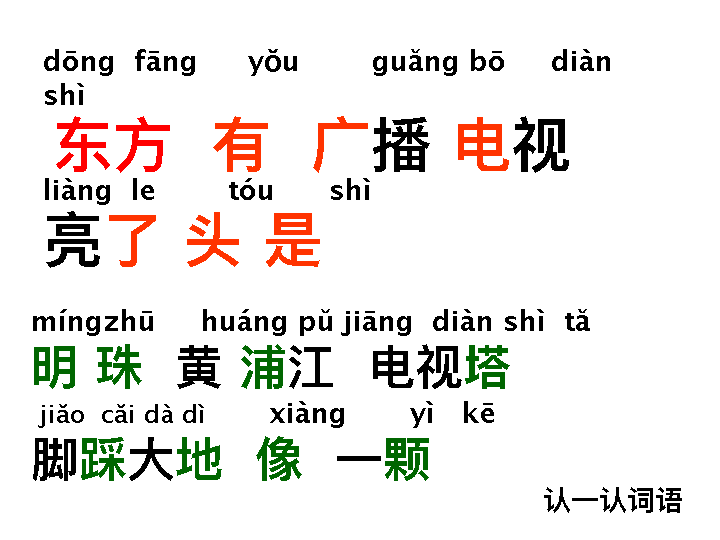 dōng fāng yǒu guǎng bō diàn
shì
东方 有 广播 电视
liàng le tóu shì
亮了 头 是
míngzhū huáng pǔ jiāng diàn shì tǎ
明 珠 黄 浦江 电视塔
jiǎo cǎi dà dì xiàng yì kē
脚踩大地 像 一颗
认一认词语